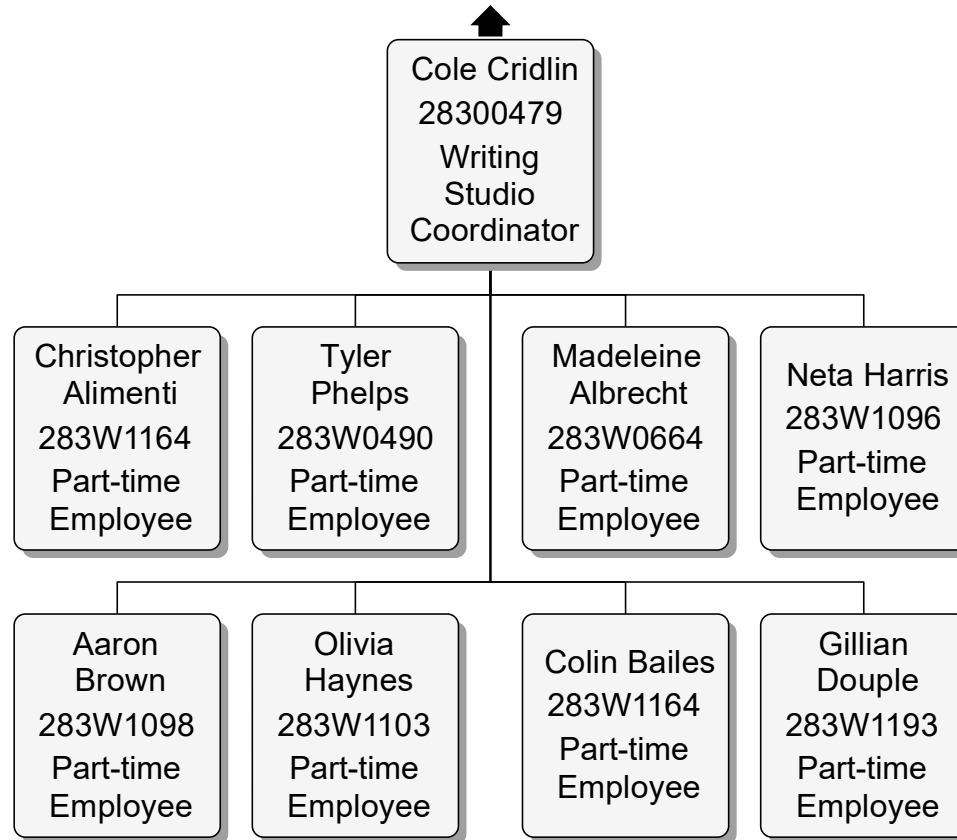 Cole Cridlin
28300479
Writing
Studio
Coordinator
Christopher
Alimenti
283W1164
Part-time
Employee
Tyler
Phelps
283W0490
Part-time
Employee
Madeleine
Albrecht
283W0664
Part-time
Employee
Neta Harris
283W1096
Part-time
Employee
Aaron
Brown
283W1098
Part-time
Employee
Olivia
Haynes
283W1103
Part-time
Employee
Colin Bailes
283W1164
Part-time
Employee
Gillian
Douple
283W1193
Part-time
Employee